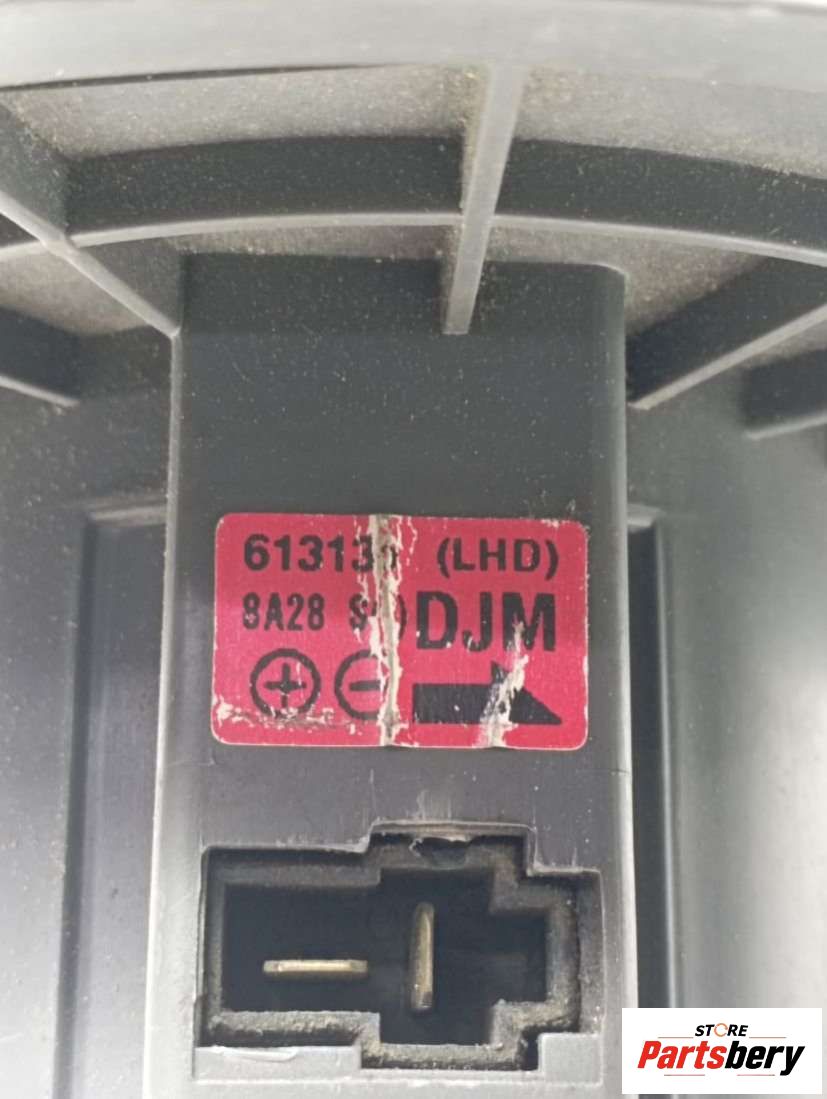 (LHD)
8A28 DJM
STORE
Partsbery